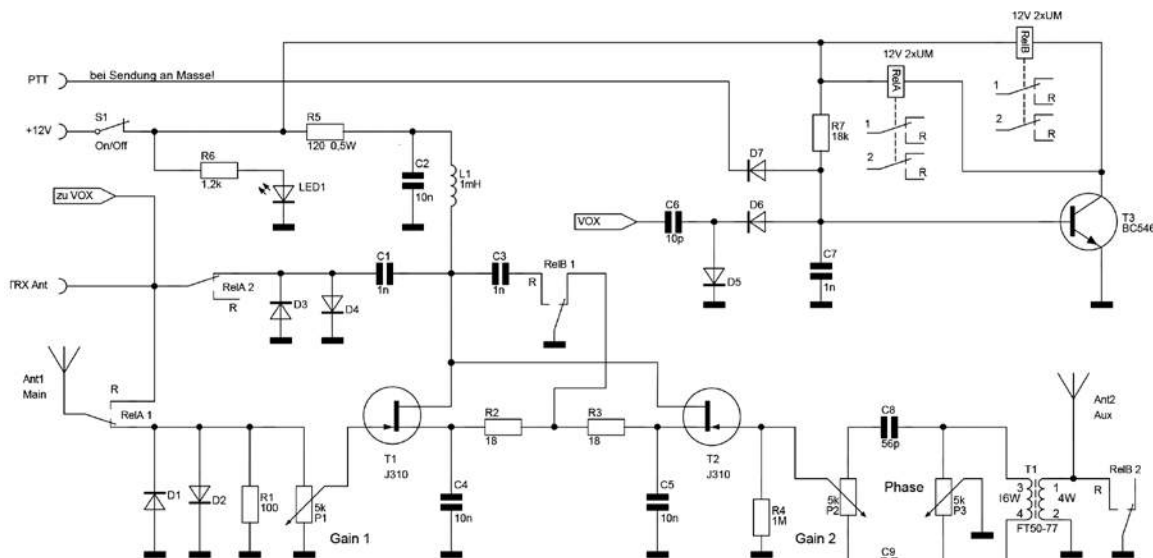 12V 2xUM
RelB
12V 2xUM
PTT
bei Sendung an Masse!
RelA
1
R
2
R
S1
+12V
On/Off
R5
120 0,5W
R7
18k
1
R
2
R
R6
1,2k
LED1
C2
10n
L1
1mH
D7
zu VOX
VOX
C6
10p
D6
T3
BC546
C1
1n
C3
1n
RelB 1
R
D5
C7
1n
TRX Ant
RelA 2
R
D3
D4
Ant1
Main
R
RelA 1
T1
J310
R2
18
R3
18
T2
J310
C8
56p
Ant2
Aux
D1
D2
R1
100
5k
P1
Gain 1
C4
10n
C5
10n
R4
1M
Gain 2
5k
P2
Phase
5k
P3
T1
3
1
16W
4W
4
2
FT50-77
R
RelB 2
C9